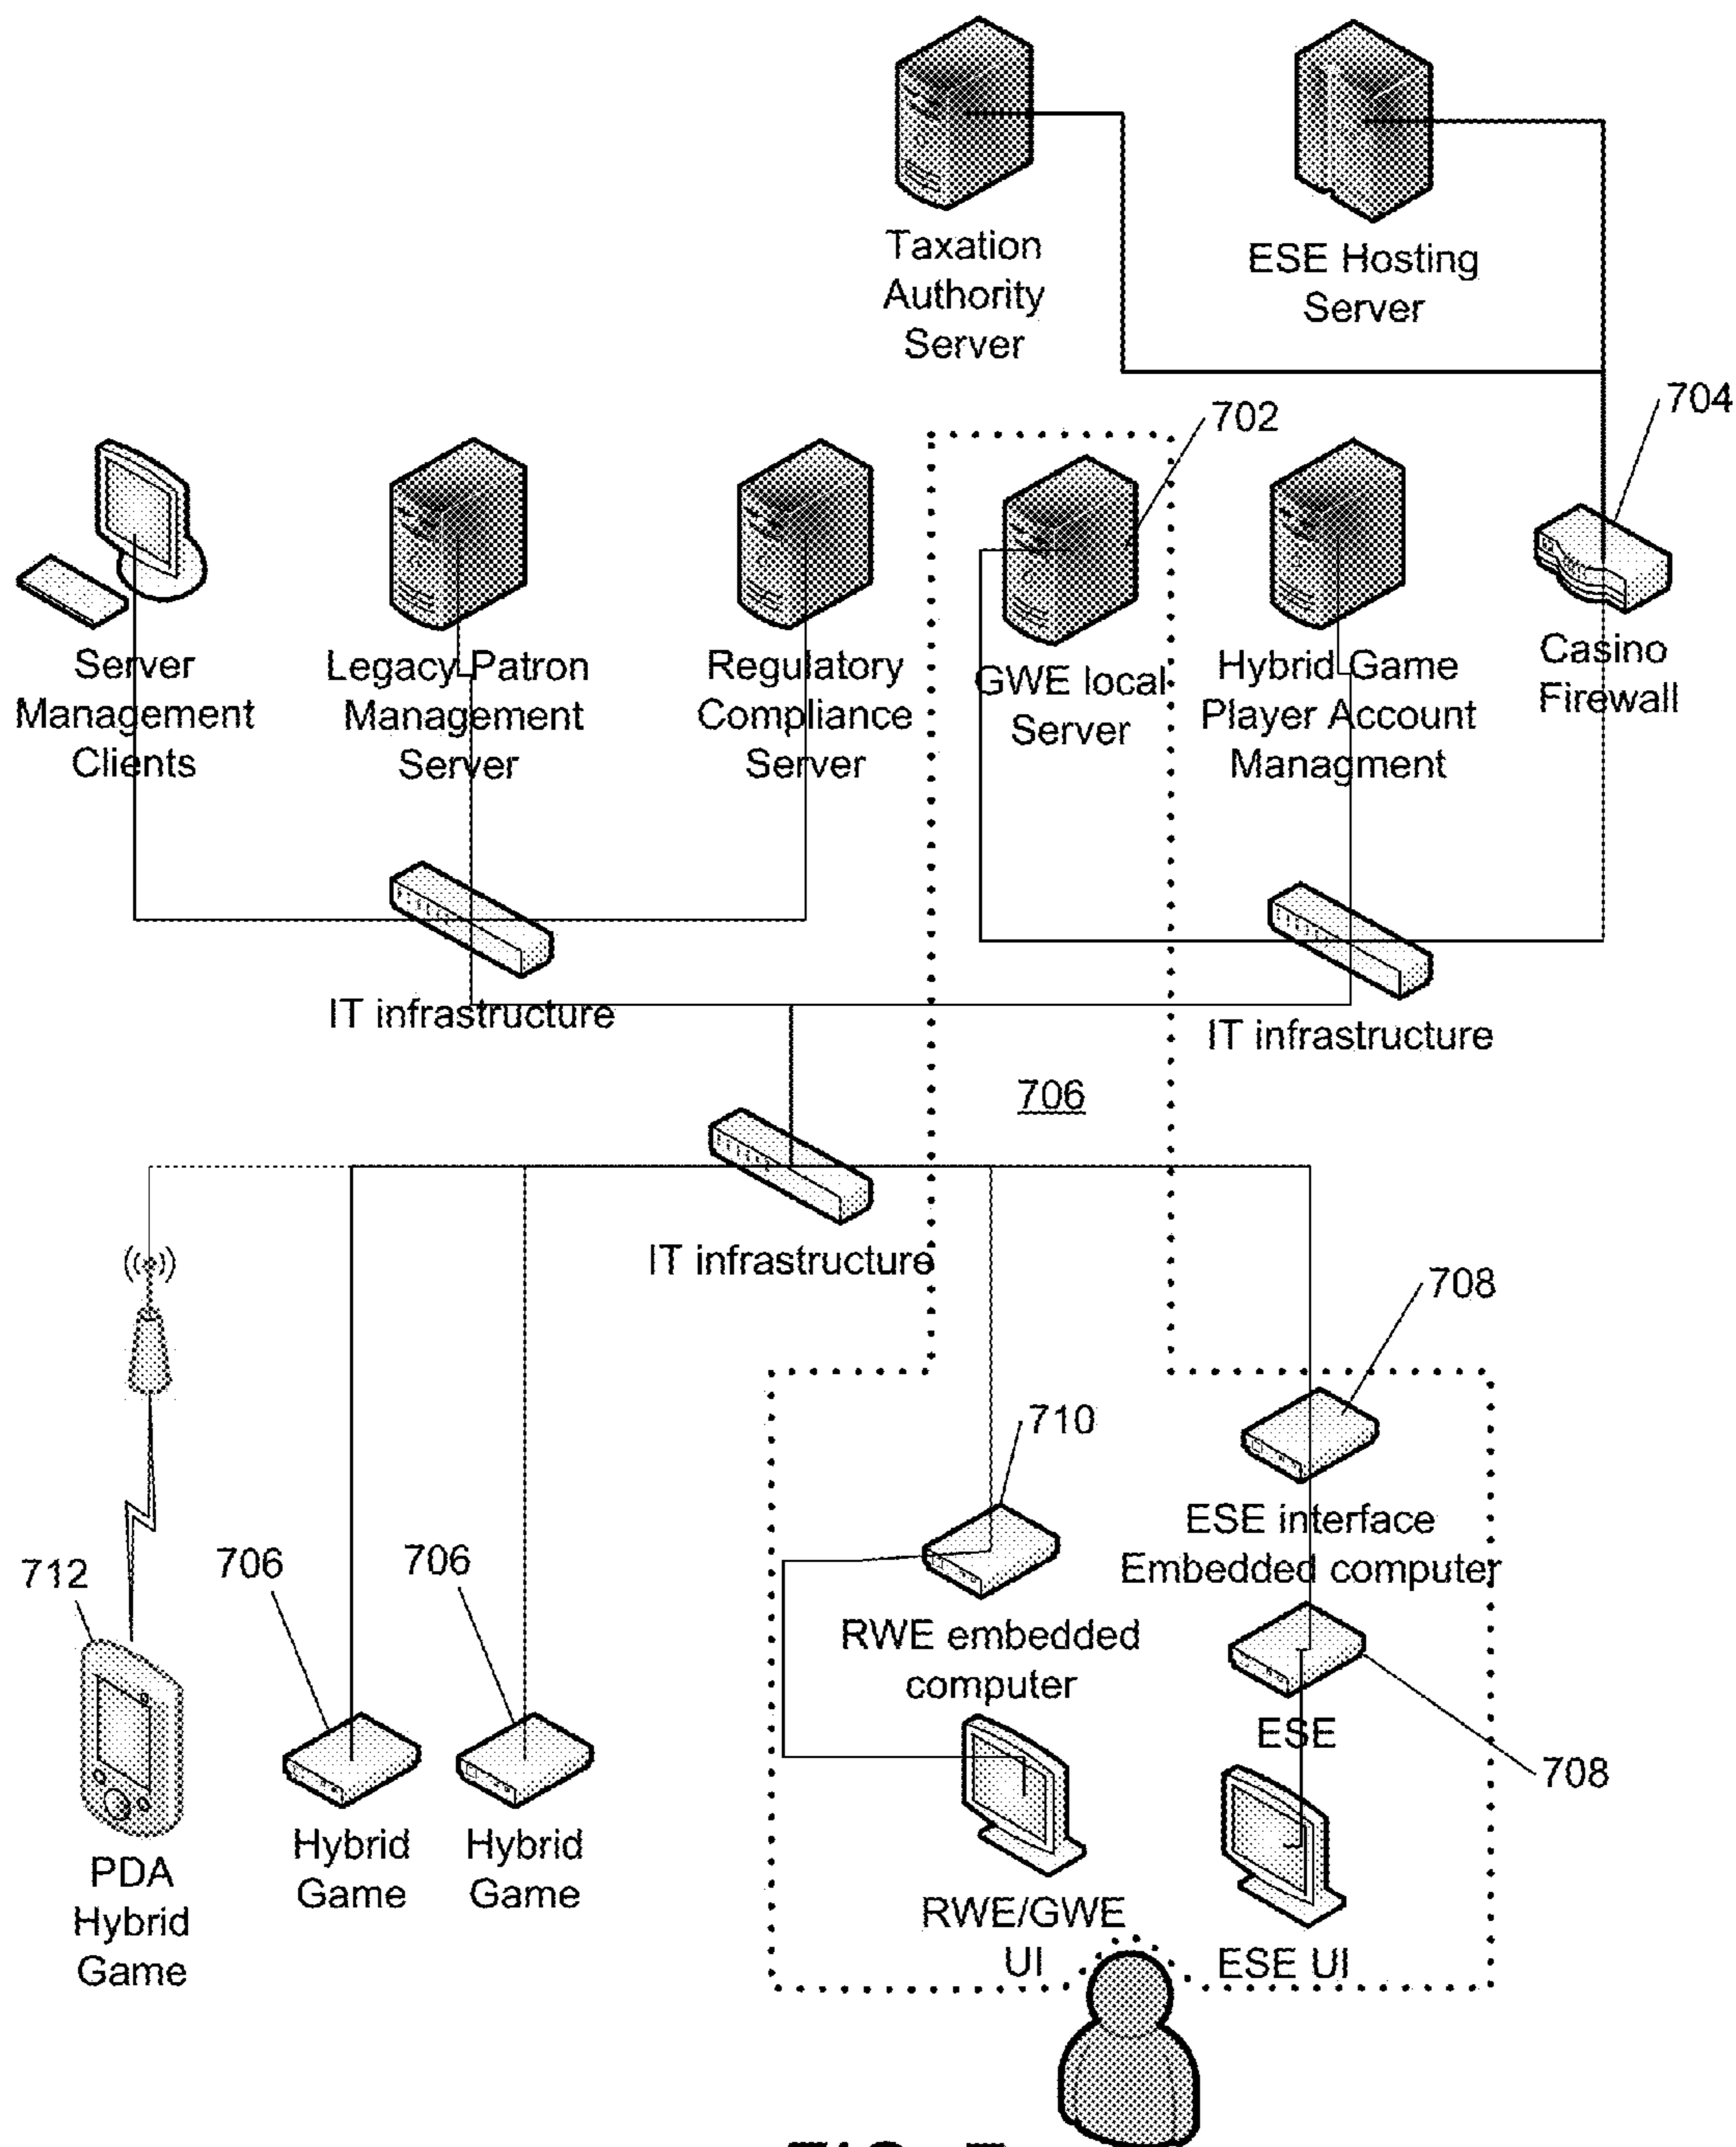 Taxation
Authority
Server
ESE Hosting
Server
704
702
Server
Management
Clients
Legacy Patron
Management
Server
Regulatory
Compliance
Server
GWE local
Server
Hybrid Game
Player Account
Managment
Casino
Firewall
IT infrastructure
IT infrastructure
706
IT infrastructure
708
710
ESE interface
Embedded computer
712
706
706
RWE embedded
computer
ESE
708
PDA
Hybrid
Game
Hybrid
Game
Hybrid
Game
RWE/GWE
UI
ESE UI